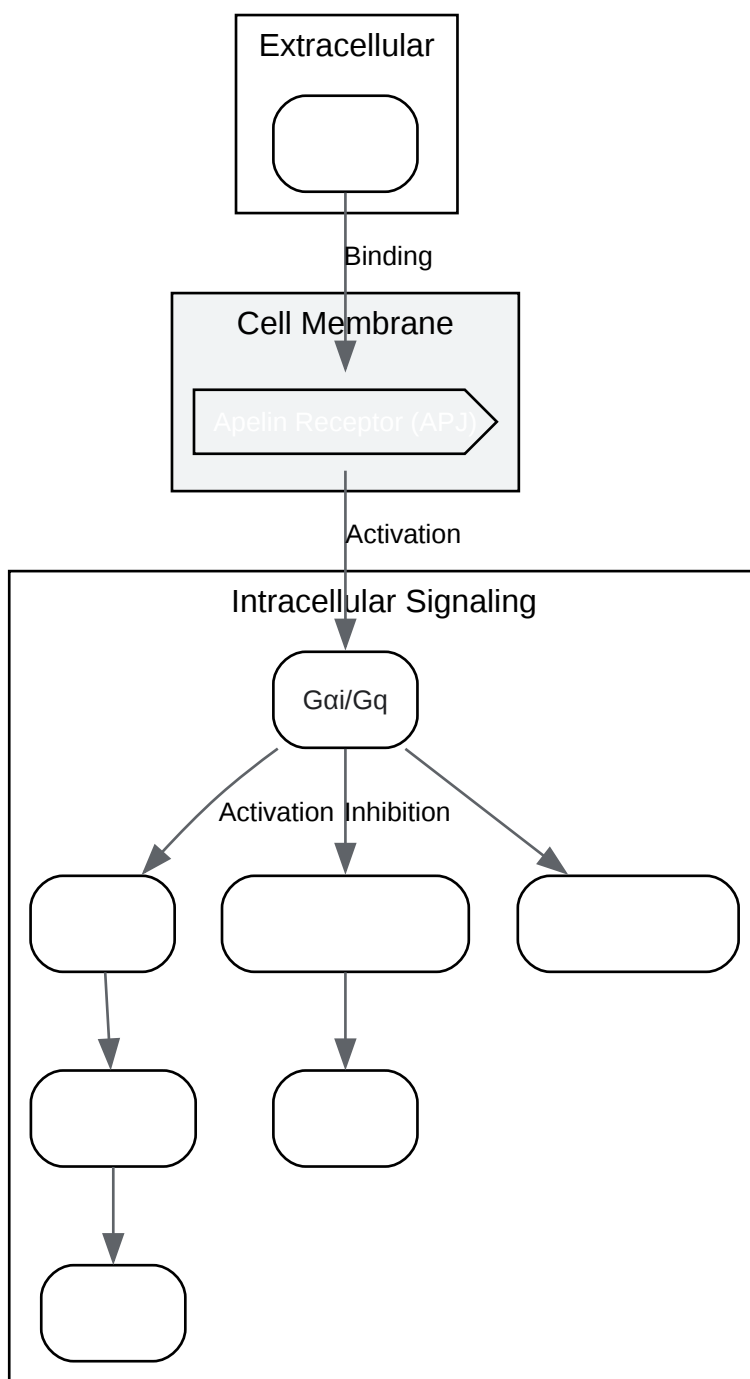 Extracellular
Binding
Cell Membrane
Apelin Receptor (APJ)
Activation
Intracellular Signaling
Gαi/Gq
Activation
Inhibition